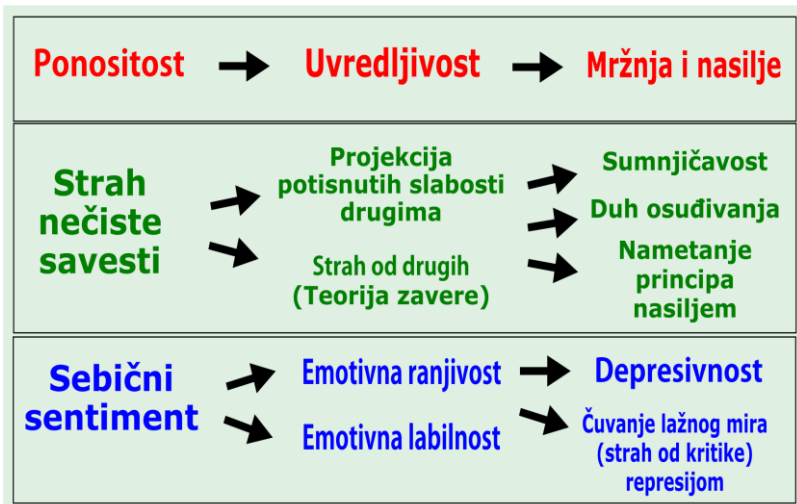 Ponositost
Uvredljivost
Mržnja i nasilje
Strah
nečiste
savesti
Projekcija
potisnutih slabosti
drugima
Strah od drugih
(Teorija zavere)
Sumnjičavost
Duh osuđivanja
Nametanje
principa
nasiljem
Sebični
sentiment
Emotivna ranjivost
Emotivna labilnost
Depresivnost
Čuvanje lažnog mira
(strah od kritike)
represijom